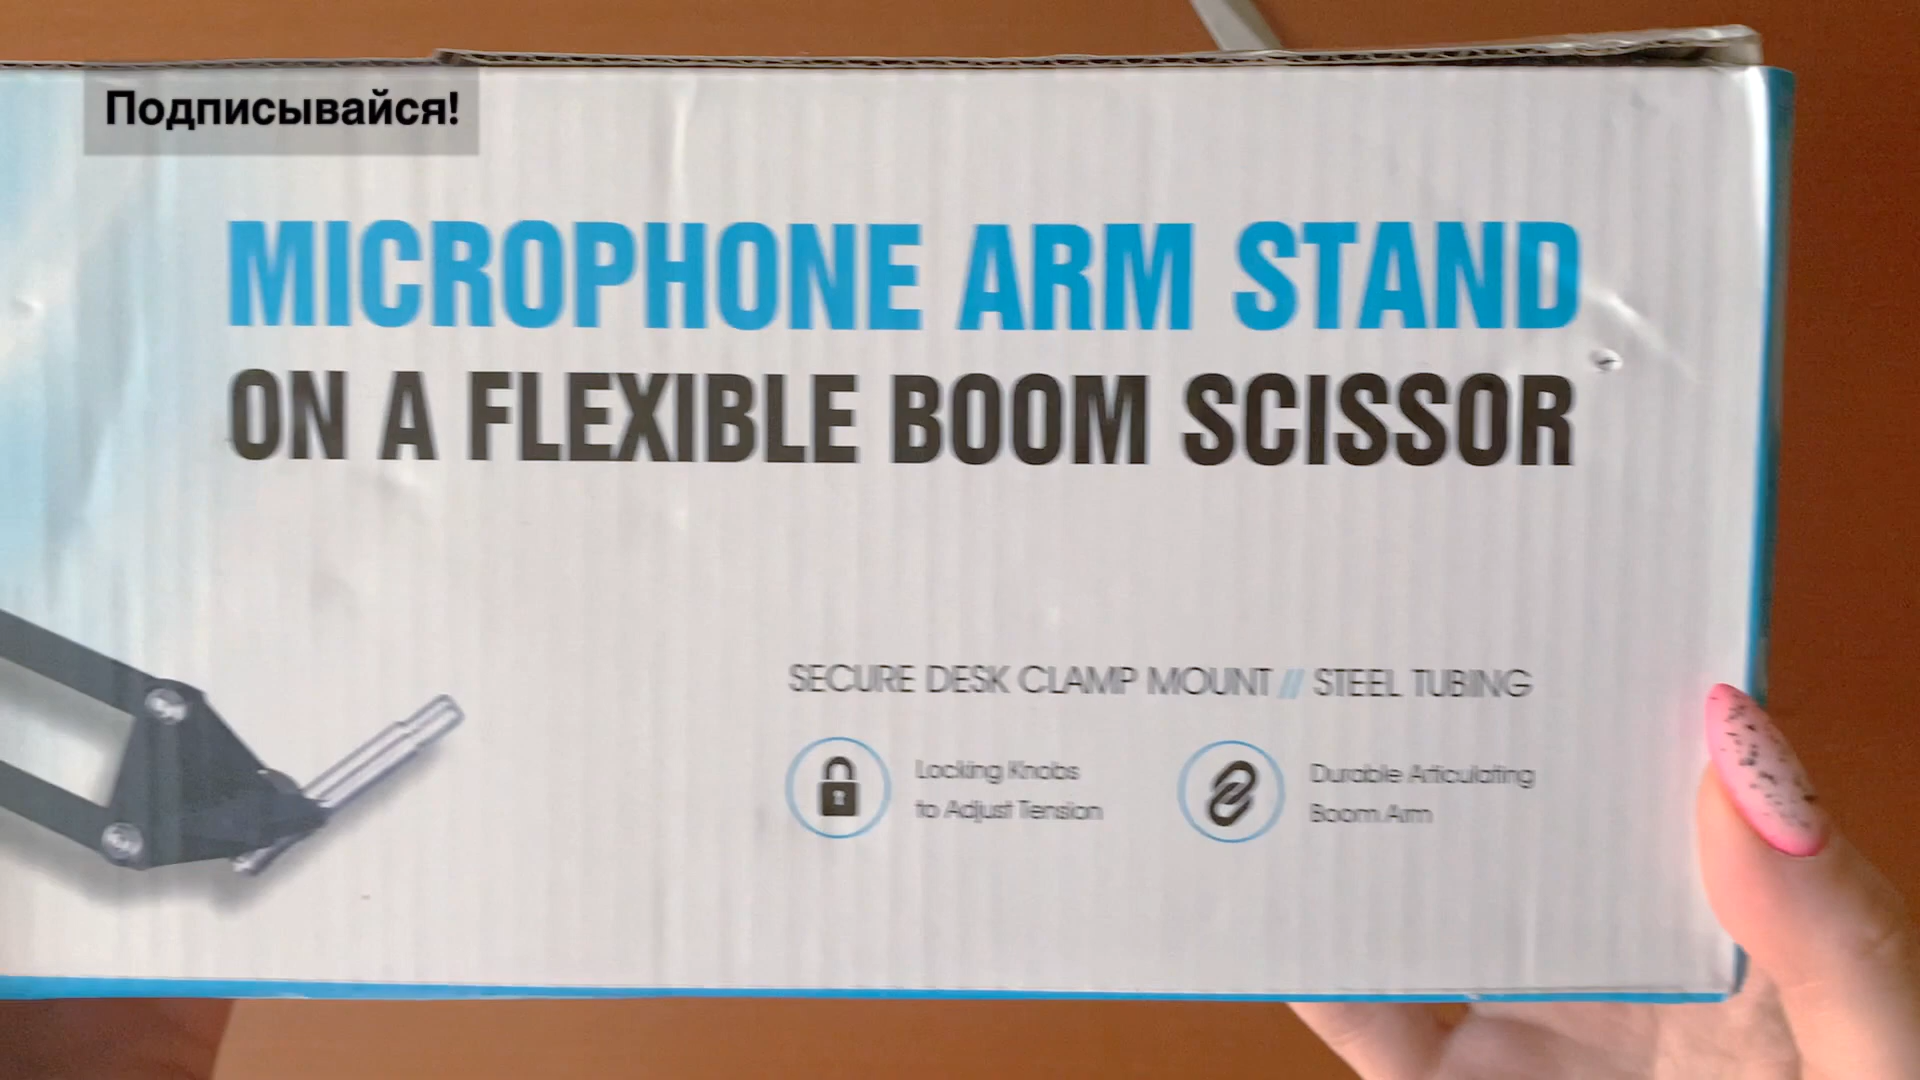 Подписывайся!
MICROPHONE ARM STAND
ON A FLEXIBLE BOOM SCISSOR
SECURE DESK CLAMP MOUNT // STEEL TUBING
Locking Knobs
to Adjust Tension
Durable Articulating
Boom Arm